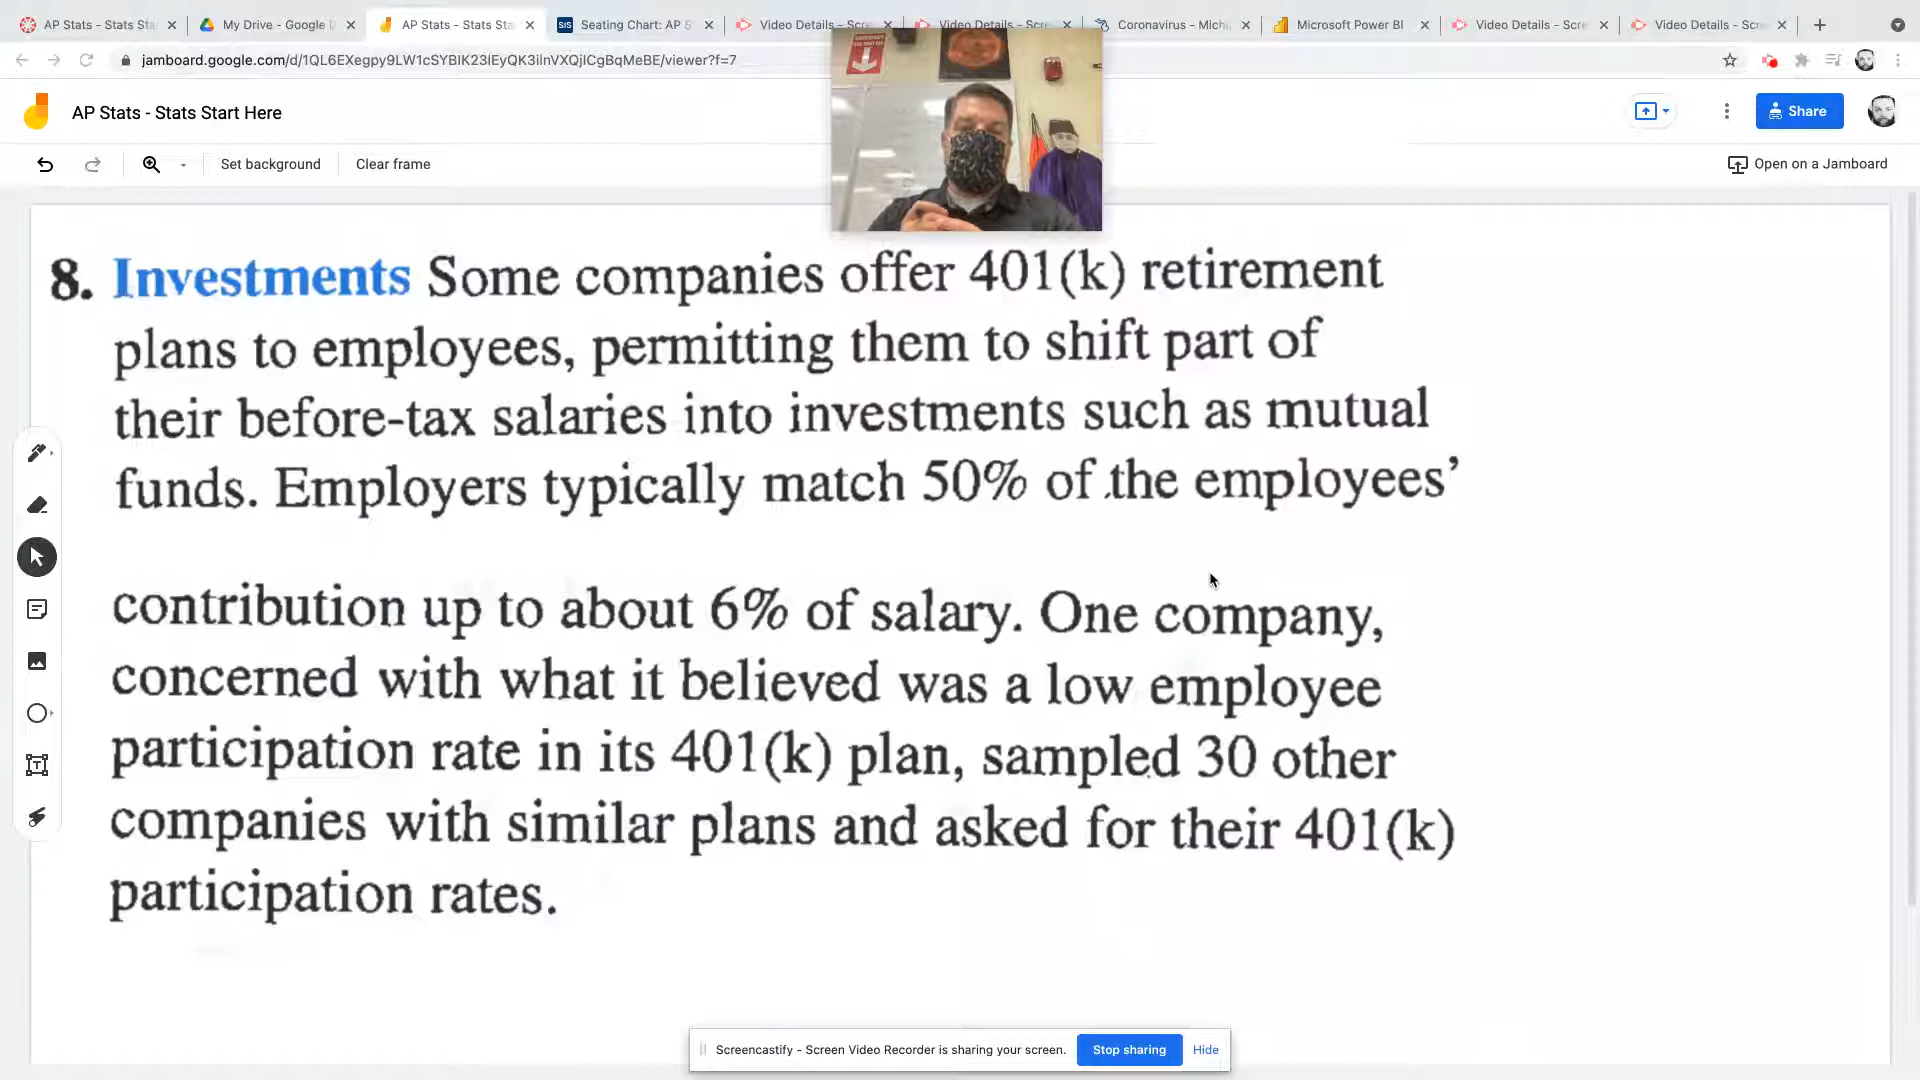 AP Stats - Stats Sta
My Drive - Google D
AP Stats - Stats Sta
SIS Seating Chart: AP S
Video Details - Scre
Video Details - Scre
Coronavirus - Michi
Microsoft Power BI
Video Details - Scre
Video Details - Scre
jamboard.google.com/d/1QL6EXegpy9LW1cSYBIK23lEyQK3ilnVXQjlCgBqMeBE/viewer?f=7
AP Stats - Stats Start Here
Share
Set background
Clear frame
Open on a Jamboard
8. Investments Some companies offer 401(k) retirement
plans to employees, permitting them to shift part of
their before-tax salaries into investments such as mutual
funds. Employers typically match 50% of the employees’
contribution up to about 6% of salary. One company,
concerned with what it believed was a low employee
participation rate in its 401(k) plan, sampled 30 other
companies with similar plans and asked for their 401(k)
participation rates.
Screencastify - Screen Video Recorder is sharing your screen.
Stop sharing
Hide